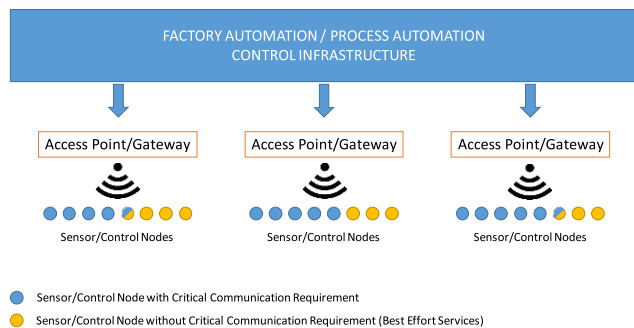 FACTORY AUTOMATION / PROCESS AUTOMATION
CONTROL INFRASTRUCTURE
Access Point/Gateway
Access Point/Gateway
Access Point/Gateway
Sensor/Control Nodes
Sensor/Control Nodes
Sensor/Control Nodes
Sensor/Control Node with Critical Communication Requirement
Sensor/Control Node without Critical Communication Requirement (Best Effort Services)